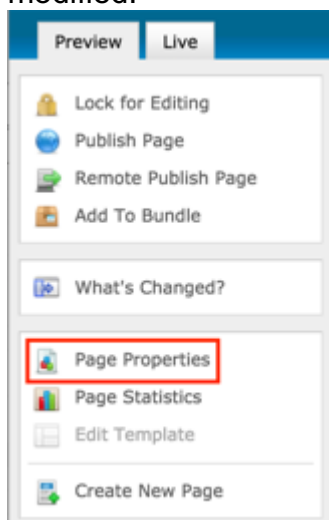 modified.
Preview Live
Lock for Editing
Publish Page
Remote Publish Page
Add To Bundle
What's Changed?
Page Properties
Page Statistics
Edit Template
Create New Page